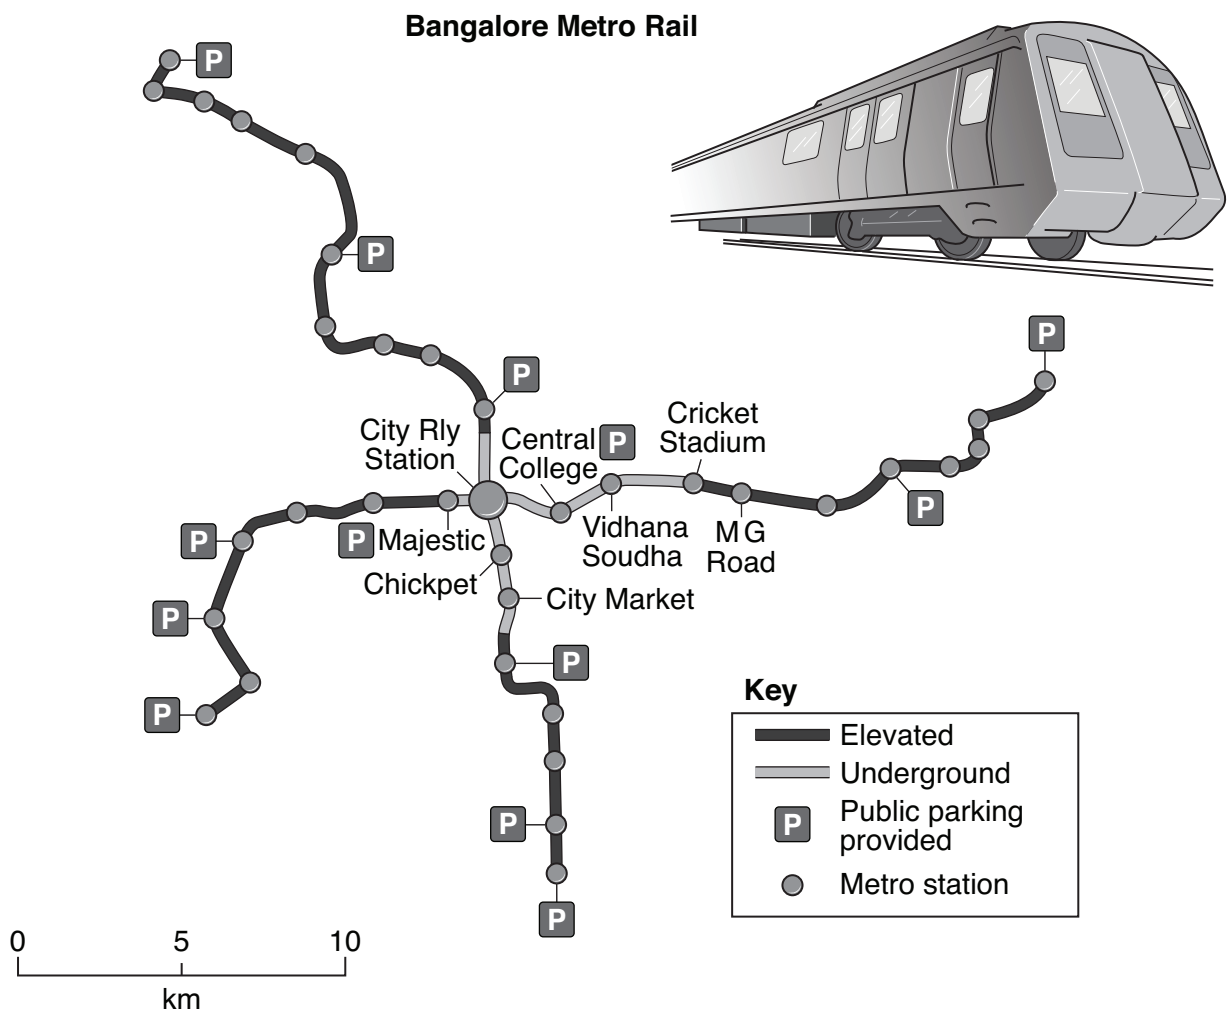 Bangalore Metro Rail
P
P
P
P
City Rly
Station
Central
College
P
Cricket
Stadium
P
P
P
Majestic
Vidhana
Soudha
M G
Road
Chickpet
City Market
P
P
P
P
P
Key
Elevated
Underground
P
Public parking
provided
Metro station
0 5 10
km